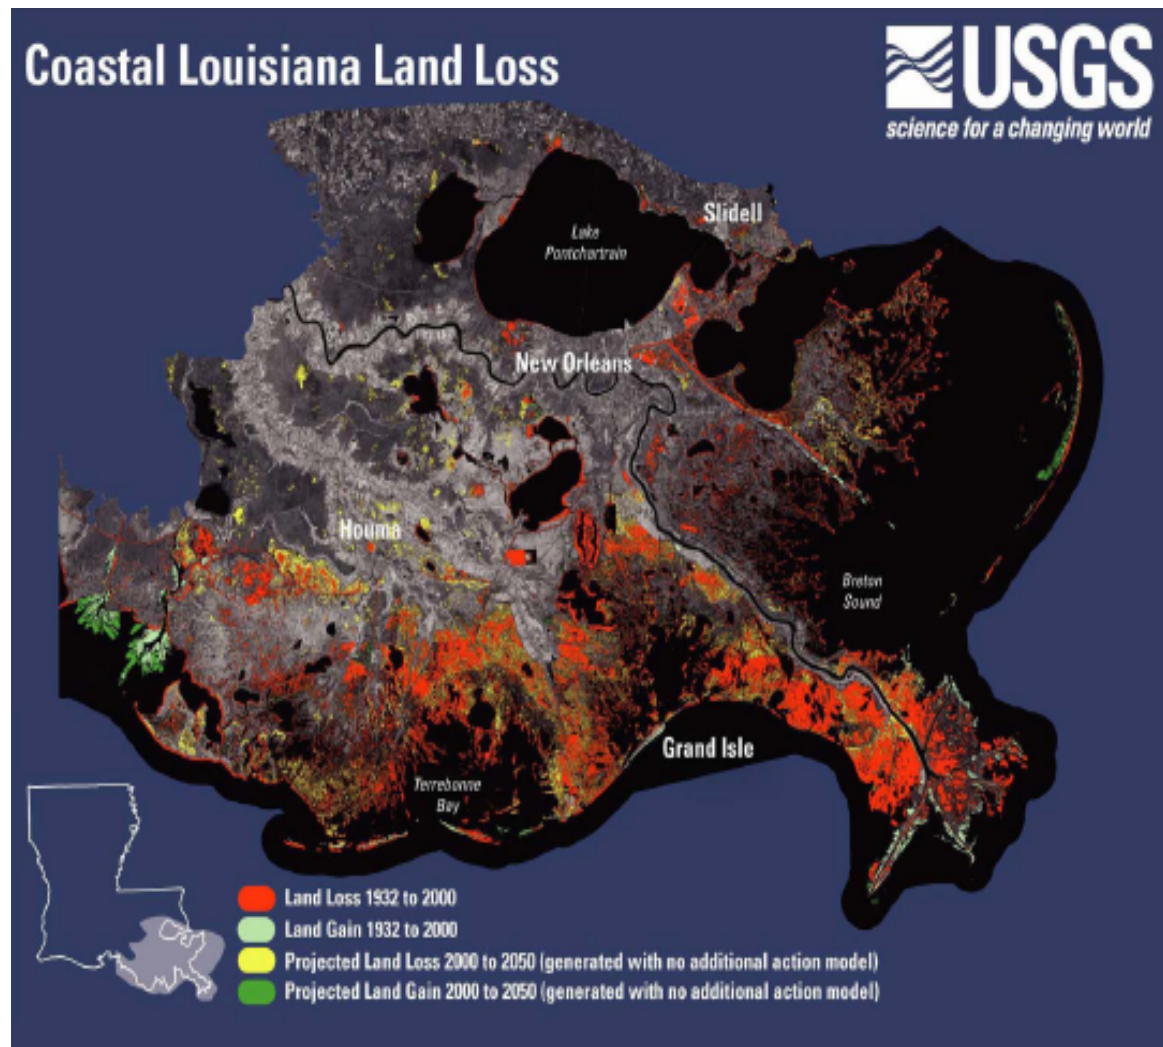 Coastal Louisiana Land Loss
USGS
science for a changing world
Slidell
Lake
Pontchartrain
New Orleans
Houma
Breton
Sound
Grand Isle
Terrebonne
Bay
Land Loss 1932 to 2000
Land Gain 1932 to 2000
Projected Land Loss 2000 to 2050 (generated with no additional action model)
Projected Land Gain 2000 to 2050 (generated with no additional action model)